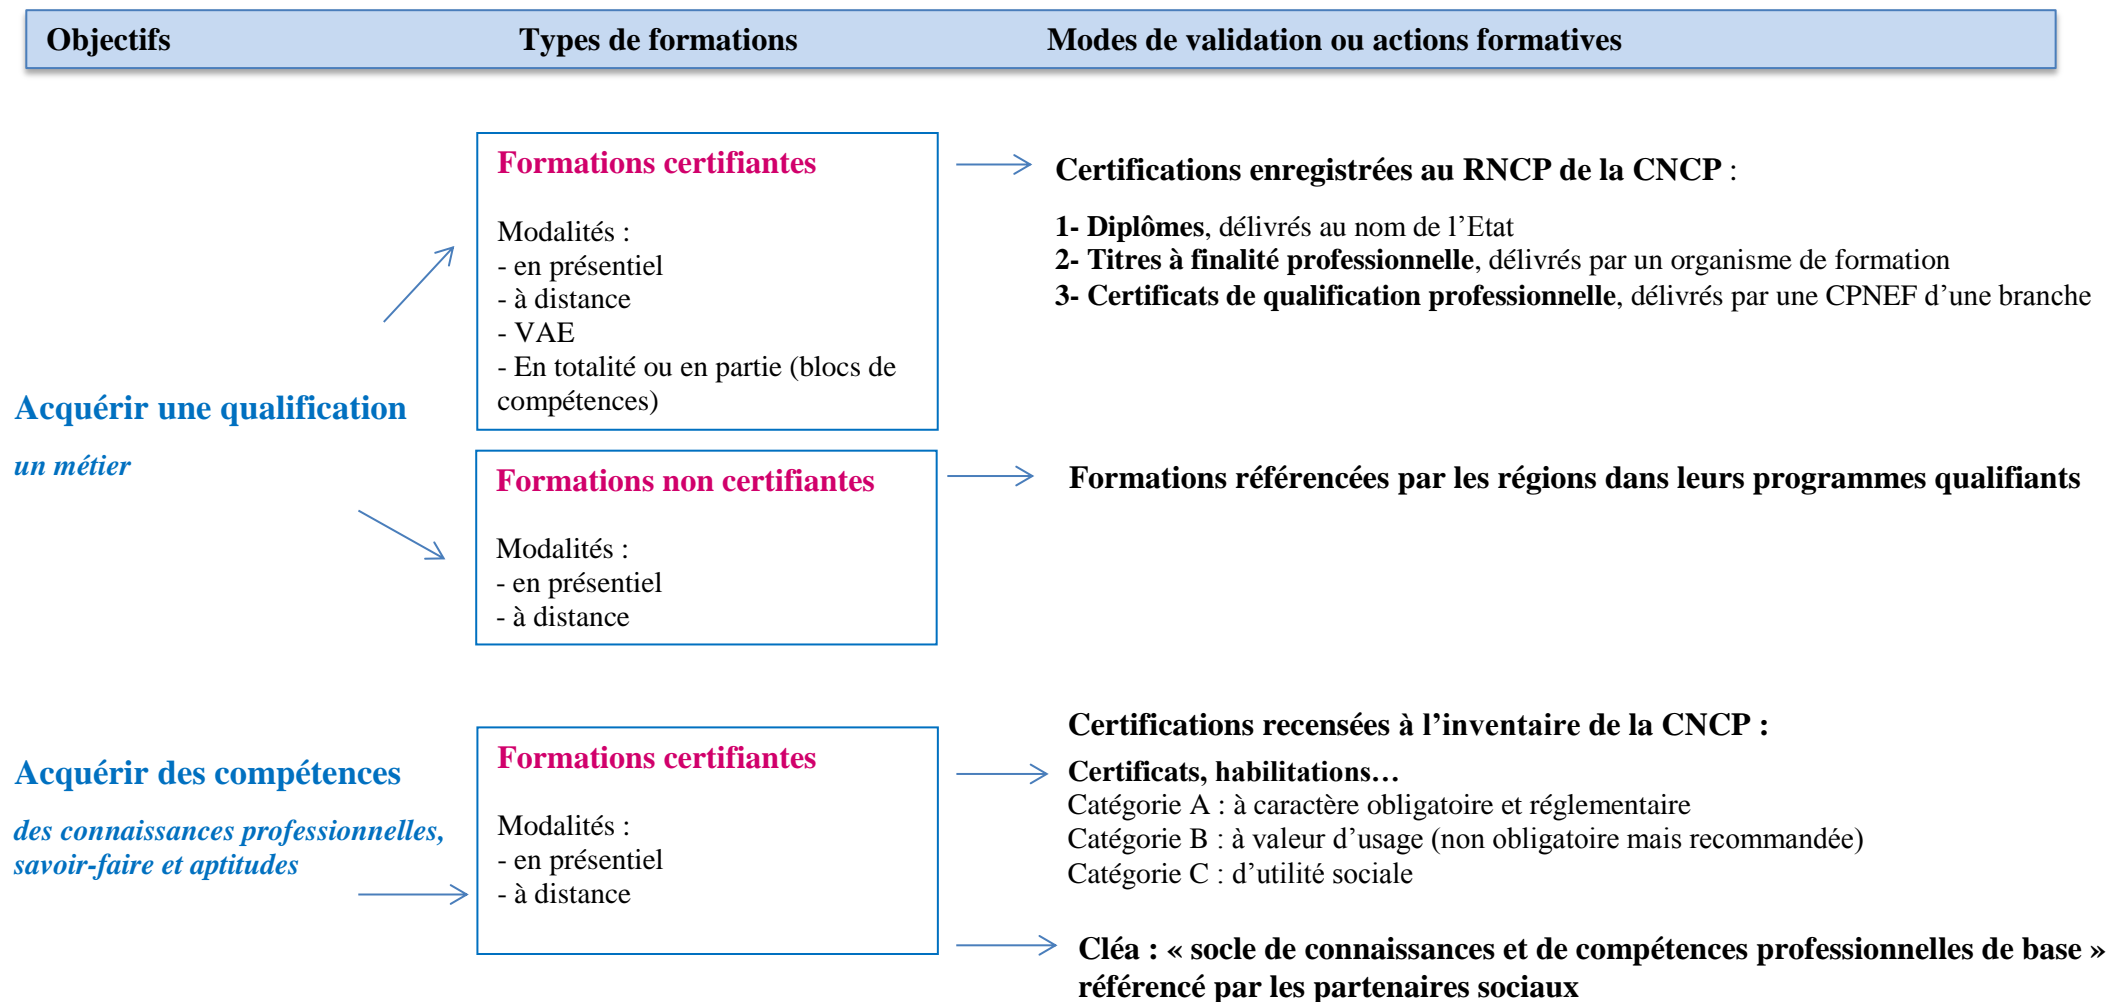 Objectifs Types de formations Modes de validation ou actions formatives
Formations certifiantes
Modalités :
- en présentiel
- à distance
- VAE
- En totalité ou en partie (blocs de
compétences)
Certifications enregistrées au RNCP de la CNCP :
1- Diplômes, délivrés au nom de l’Etat
2- Titres à finalité professionnelle, délivrés par un organisme de formation
3- Certificats de qualification professionnelle, délivrés par une CPNEF d’une branche
Acquérir une qualification
un métier
Formations non certifiantes
Modalités :
- en présentiel
- à distance
Formations référencées par les régions dans leurs programmes qualifiants
Acquérir des compétences
des connaissances professionnelles,
savoir-faire et aptitudes
Formations certifiantes
Modalités :
- en présentiel
- à distance
Certifications recensées à l’inventaire de la CNCP :
Certificats, habilitations…
Catégorie A : à caractère obligatoire et réglementaire
Catégorie B : à valeur d’usage (non obligatoire mais recommandée)
Catégorie C : d’utilité sociale
Cléa : « socle de connaissances et de compétences professionnelles de base »
référencé par les partenaires sociaux